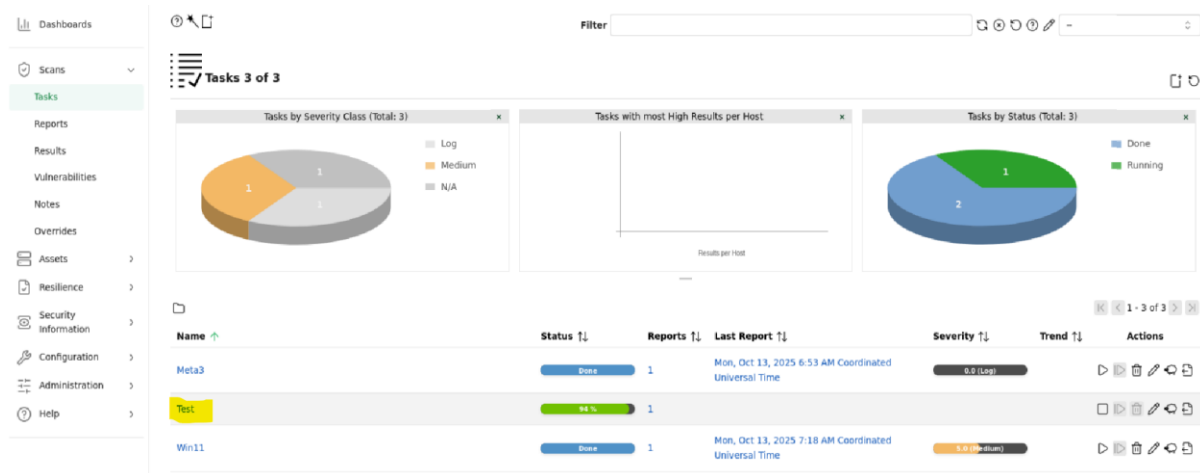 Dashboards
Filter
–
Scans
Tasks 3 of 3
Tasks
Reports
Results
Vulnerabilities
Notes
Overrides
Assets
Resilience
Security
Information
Configuration
Administration
Help
Tasks by Severity Class (Total: 3)
×
Log
Medium
N/A
1
1
1
Tasks with most High Results per Host
×
Results per Host
Tasks by Status (Total: 3)
×
Done
Running
1
2
1 - 3 of 3
Name Status Reports Last Report Severity Trend Actions
Meta3 Done 1 Mon, Oct 13, 2025 6:53 AM Coordinated 0.0 (Log)
Universal Time
Test 94 % 1
Win11 Done 1 Mon, Oct 13, 2025 7:18 AM Coordinated 5.0 (Medium)
Universal Time